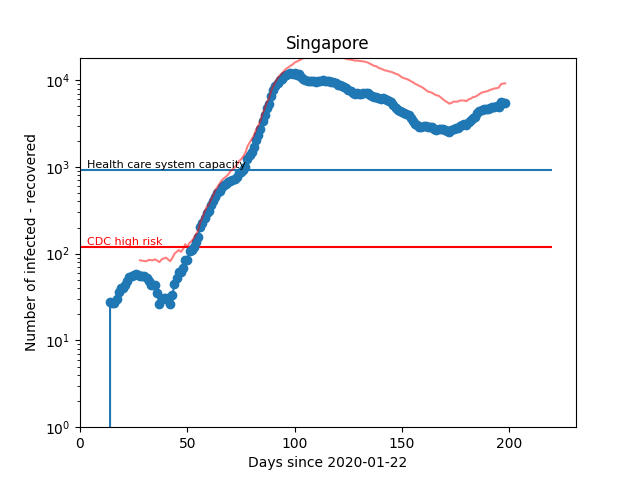 Singapore
Number of infected - recovered
10^4
10^3
10^2
10^1
10^0
Health care system capacity
CDC high risk
0 50 100 150 200
Days since 2020-01-22